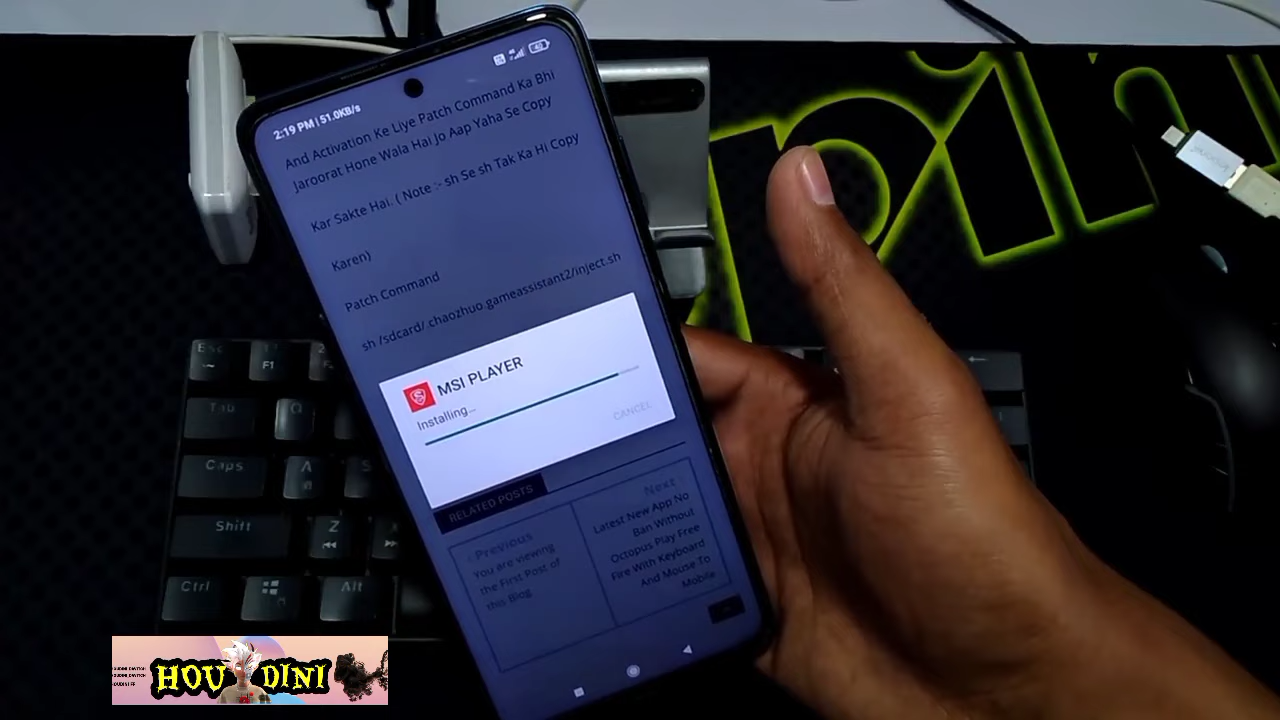 2:19 PM | 51.0KB/s
And Activation Ke Liye Patch Command Ka Bhi
Jaroorat Hone Wala Hai Jo Aap Yaha Se Copy
Kar Sakte Hai. ( Note :- sh Se sh Tak Ka Hi Copy
Karen)
Patch Command
sh /sdcard/ chaozhuo.gameassistant2/inject.sh
MSI PLAYER
Installing...
CANCEL
RELATED POSTS
‹ Previous
You are viewing
the First Post of
this Blog
Next
Latest New App No
Ban Without
Octopus Play Free
Fire With Keyboard
And Mouse To
Mobile
Esc
F1
Tab
Q
Caps
A
S
Shift
Z
X
Ctrl
Alt
HOUDINI